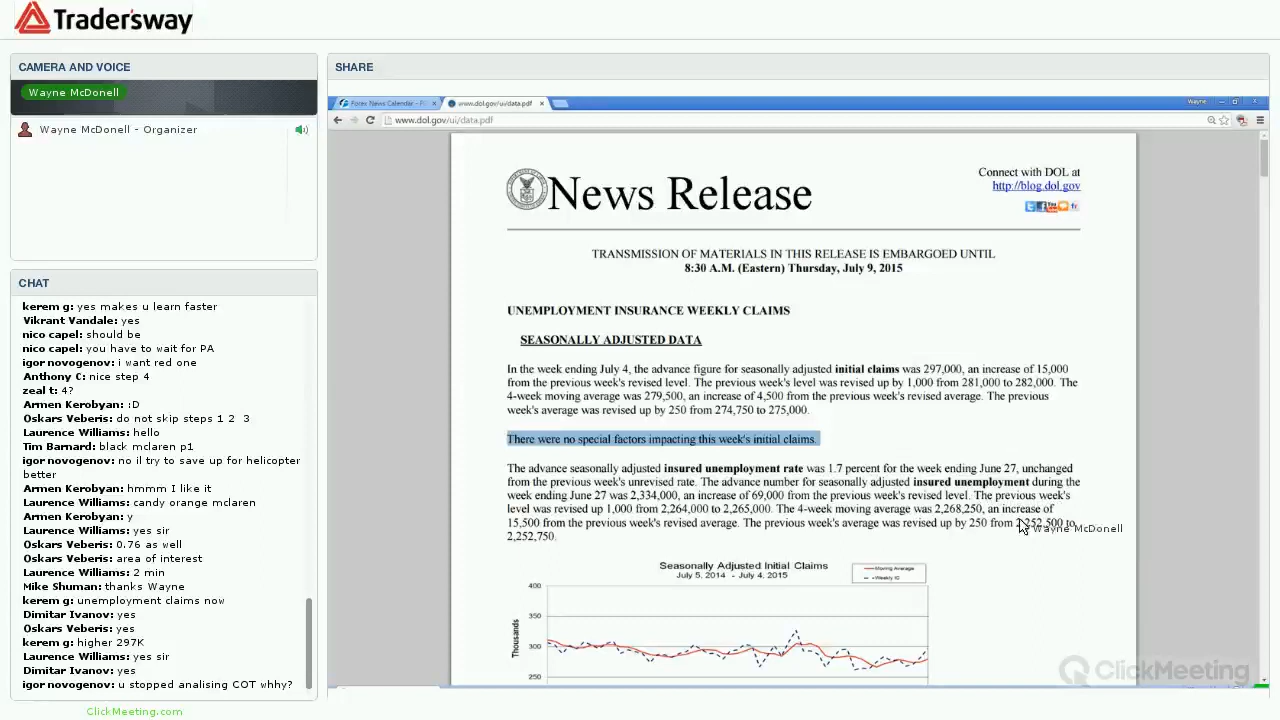 Tradersway
CAMERA AND VOICE
Wayne McDonell
Wayne McDonell - Organizer
CHAT
kerem g: yes makes u learn faster
Vikrant Vandale: yes
nico capel: should be
nico capel: you have to wait for PA
igor novogenov: i want red one
Anthony C: nice step 4
zeal t: 4?
Armen Kerobyan: :D
Oskars Veberis: do not skip steps 1 2 3
Laurence Williams: hello
Tim Barnard: black mclaren p1
igor novogenov: no il try to save up for helicopter
better
Armen Kerobyan: hmmm I like it
Laurence Williams: candy orange mclaren
Armen Kerobyan: y
Laurence Williams: yes sir
Oskars Veberis: 0.76 as well
Oskars Veberis: area of interest
Laurence Williams: 2 min
Mike Shuman: thanks Wayne
kerem g: unemployment claims now
Dimitar Ivanov: yes
Oskars Veberis: yes
kerem g: higher 297K
Laurence Williams: yes sir
Dimitar Ivanov: yes
igor novogenov: u stopped analising COT whhy?
ClickMeeting.com
SHARE
Forex News Calendar - 
www.dol.gov/ui/data.pdf
Wayne
www.dol.gov/ui/data.pdf
News Release
Connect with DOL at
http://blog.dol.gov
TRANSMISSION OF MATERIALS IN THIS RELEASE IS EMBARGOED UNTIL
8:30 A.M. (Eastern) Thursday, July 9, 2015
UNEMPLOYMENT INSURANCE WEEKLY CLAIMS
SEASONALLY ADJUSTED DATA
In the week ending July 4, the advance figure for seasonally adjusted initial claims was 297,000, an increase of 15,000
from the previous week's revised level. The previous week's level was revised up by 1,000 from 281,000 to 282,000. The
4-week moving average was 279,500, an increase of 4,500 from the previous week's revised average. The previous
week's average was revised up by 250 from 274,750 to 275,000.
There were no special factors impacting this week's initial claims.
The advance seasonally adjusted insured unemployment rate was 1.7 percent for the week ending June 27, unchanged
from the previous week's unrevised rate. The advance number for seasonally adjusted insured unemployment during the
week ending June 27 was 2,334,000, an increase of 69,000 from the previous week's revised level. The previous week's
level was revised up 1,000 from 2,264,000 to 2,265,000. The 4-week moving average was 2,268,250, an increase of
15,500 from the previous week's revised average. The previous week's average was revised up by 250 from 2,252,500 to
2,252,750.
Wayne McDonell
Seasonally Adjusted Initial Claims
July 5, 2014 - July 4, 2015
Moving Average
Weekly IC
Thousands
400
350
300
250
ClickMeeting